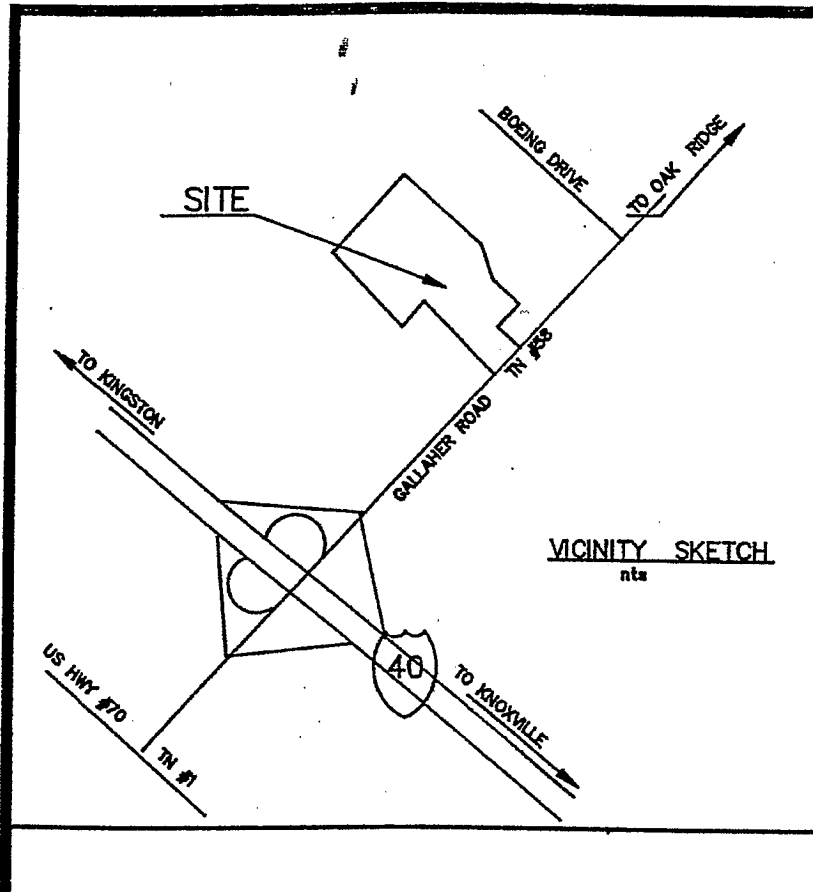 BOEING DRIVE
TO OAK RIDGE
SITE
TN #58
TO KINGSTON
GALLAHER ROAD
VICINITY SKETCH
nts
40
US HWY #70
TO KNOXVILLE
TN #1